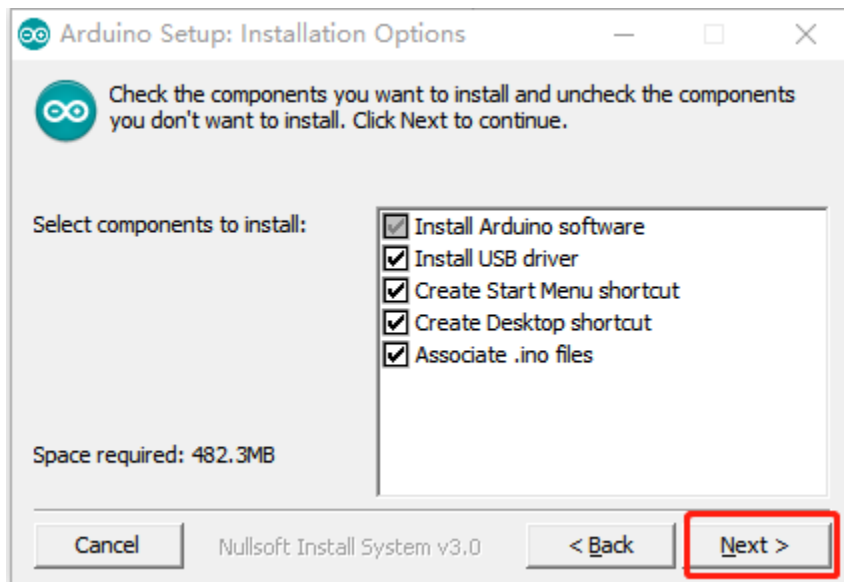 Arduino Setup: Installation Options
Check the components you want to install and uncheck the components
you don't want to install. Click Next to continue.
Select components to install:
Install Arduino software
Install USB driver
Create Start Menu shortcut
Create Desktop shortcut
Associate .ino files
Space required: 482.3MB
Cancel
Nullsoft Install System v3.0
< Back
Next >